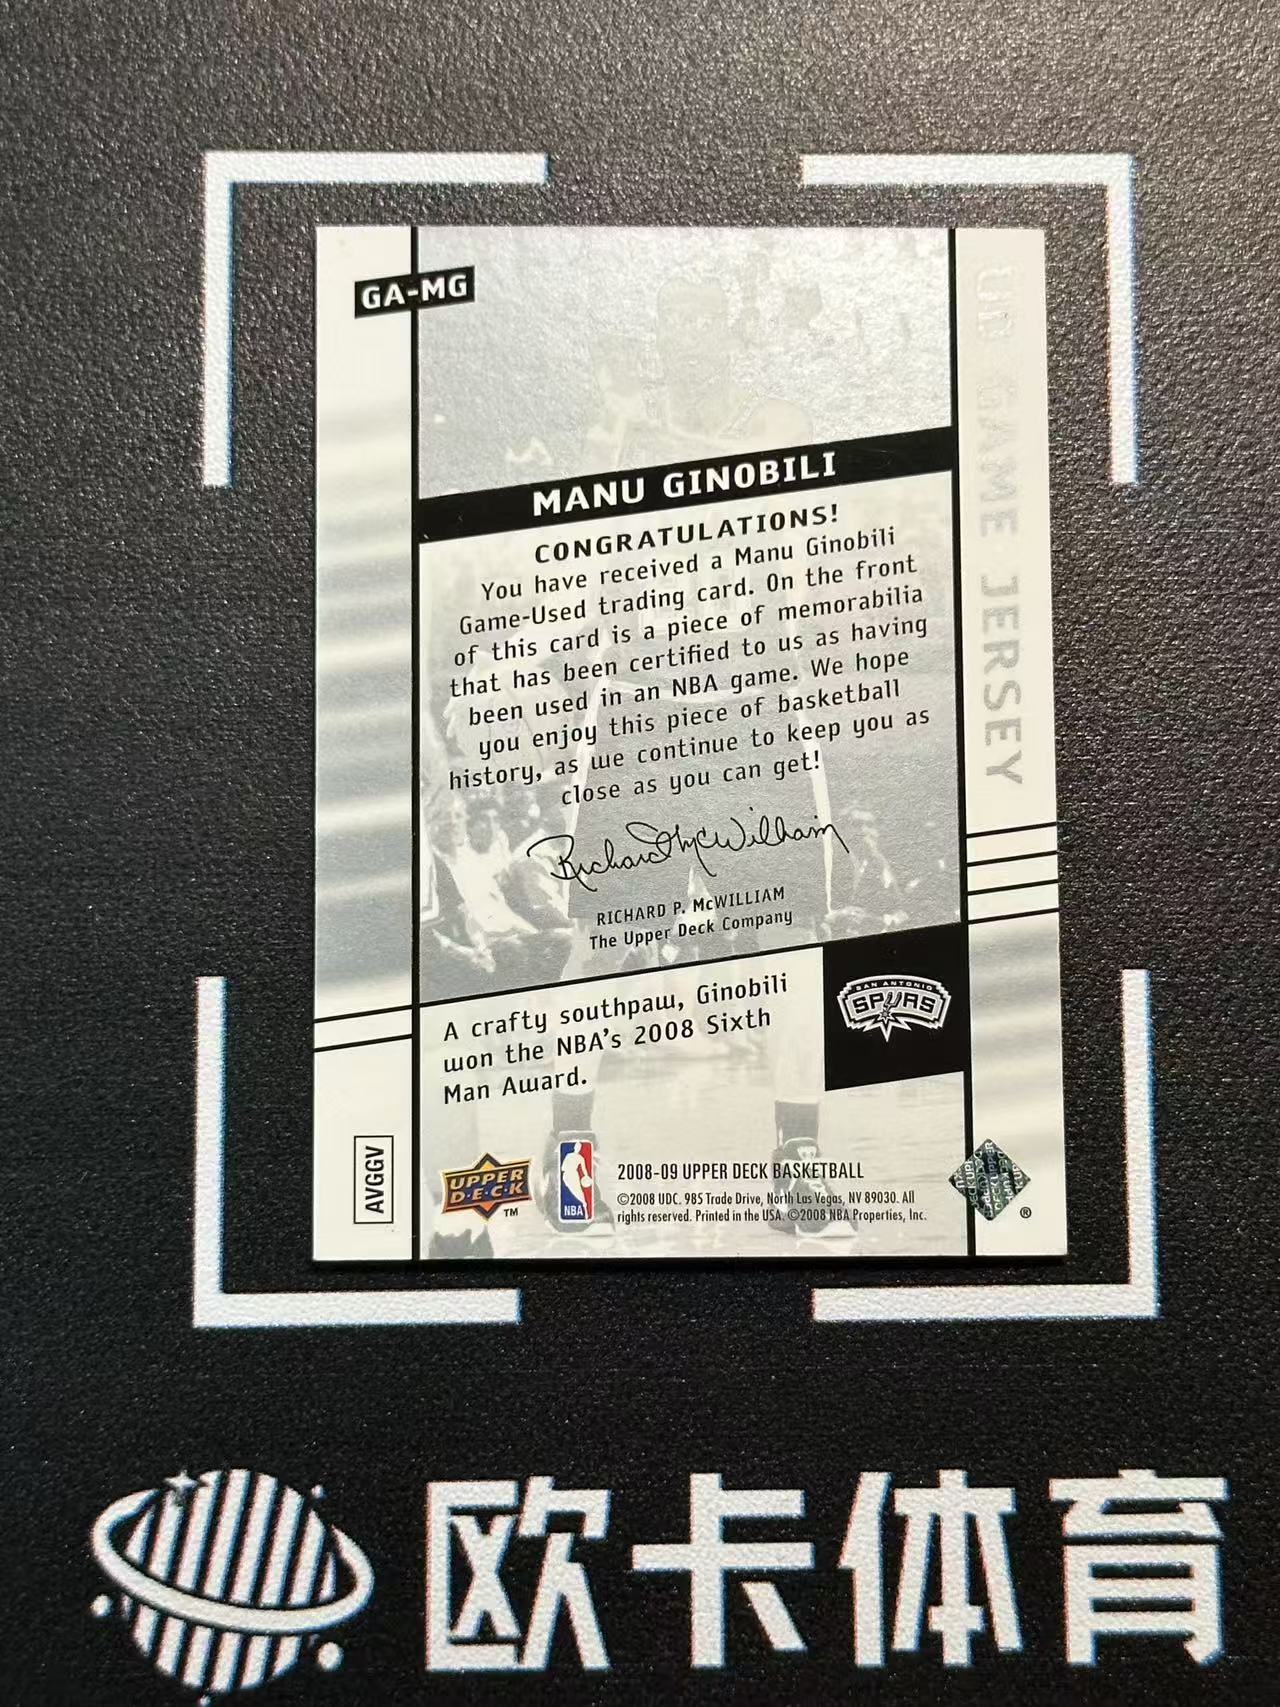 GA-MG
UD GAME JERSEY
MANU GINOBILI
CONGRATULATIONS!
You have received a Manu Ginobili
Game-Used trading card. On the front
of this card is a piece of memorabilia
that has been certified to us as having
been used in an NBA game. We hope
you enjoy this piece of basketball
history, as we continue to keep you as
close as you can get!
Richard McWilliam
RICHARD P. McWILLIAM
The Upper Deck Company
A crafty southpaw, Ginobili
won the NBA's 2008 Sixth
Man Award.
SAN ANTONIO
SPURS
AVGGV
UPPER
D·E·C·K
TM
NBA
2008-09 UPPER DECK BASKETBALL
©2008 UDC. 985 Trade Drive, North Las Vegas, NV 89030. All
rights reserved. Printed in the USA. ©2008 NBA Properties, Inc.
®
欧卡体育